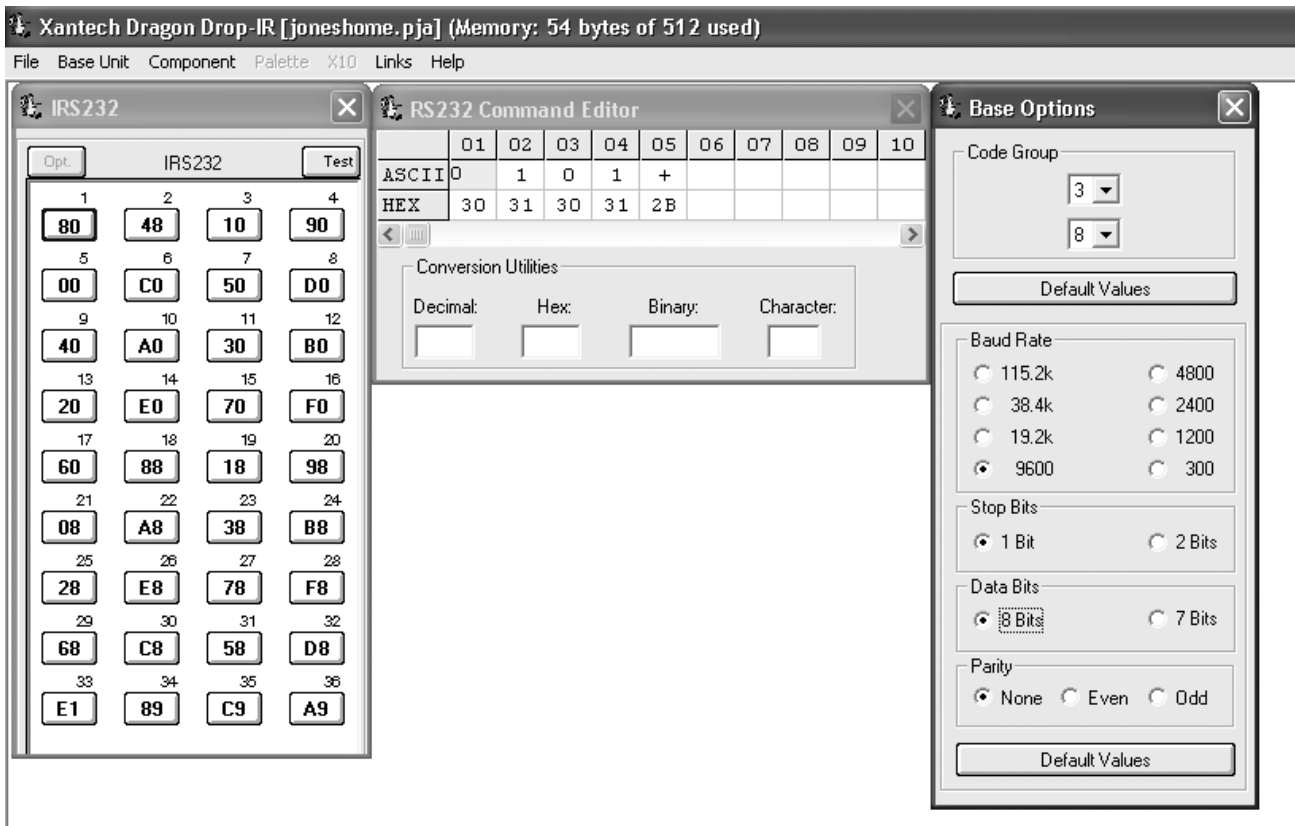 Xantech Dragon Drop-IR [joneshome.pja] (Memory: 54 bytes of 512 used)
File Base Unit Component Palette X10 Links Help
IRS232
Opt. IRS232 Test
1 2 3 4
80 48 10 90
5 6 7 8
00 C0 50 D0
9 10 11 12
40 A0 30 B0
13 14 15 16
20 E0 70 F0
17 18 19 20
60 88 18 98
21 22 23 24
08 A8 38 B8
25 26 27 28
28 E8 78 F8
29 30 31 32
68 C8 58 D8
33 34 35 36
E1 89 C9 A9
RS232 Command Editor
01 02 03 04 05 06 07 08 09 10
ASCII 0 1 0 1 +
HEX 30 31 30 31 2B
Conversion Utilities
Decimal: Hex: Binary: Character:
Base Options
Code Group
3
8
Default Values
Baud Rate
115.2k 4800
38.4k 2400
19.2k 1200
9600 300
Stop Bits
1 Bit 2 Bits
Data Bits
8 Bits 7 Bits
Parity
None Even Odd
Default Values